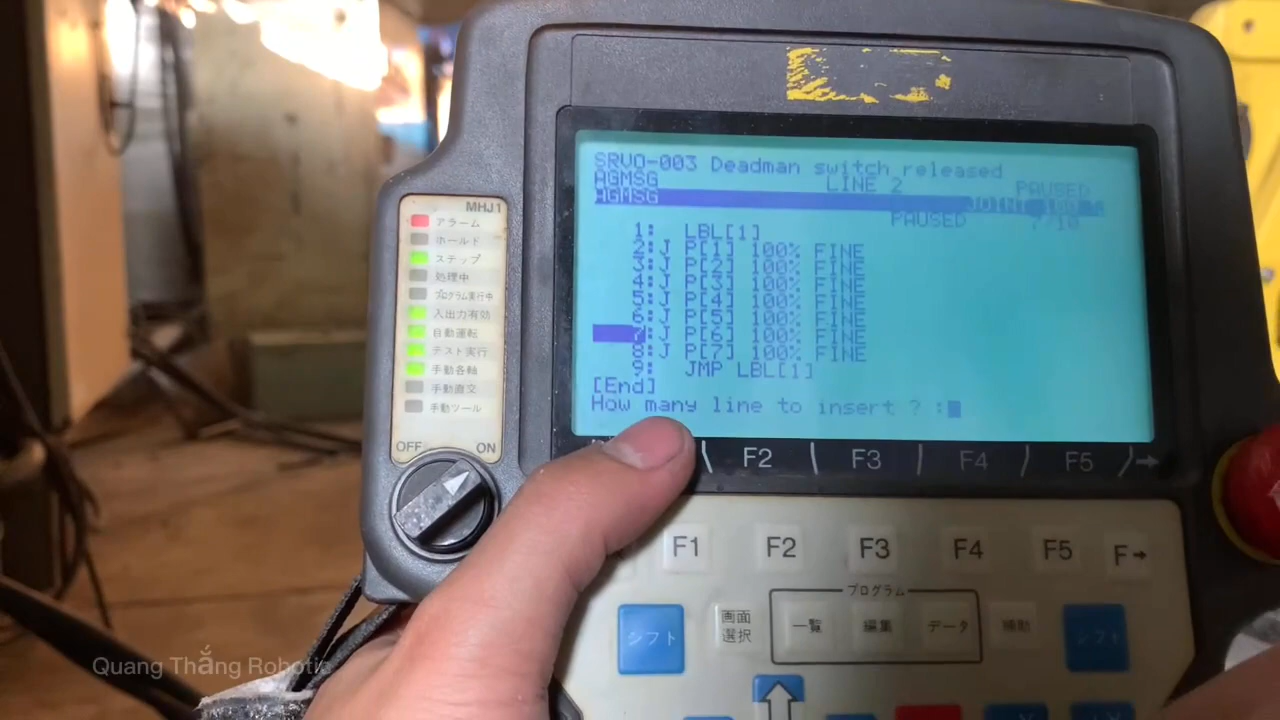 SRVO-003 Deadman switch released
AGMSG LINE 2 PAUSED
AGMSG JOINT 100 %
PAUSED 7/10
1: LBL[1]
2:J P[1] 100% FINE
3:J P[2] 100% FINE
4:J P[3] 100% FINE
5:J P[4] 100% FINE
6:J P[5] 100% FINE
7:J P[6] 100% FINE
8:J P[7] 100% FINE
9: JMP LBL[1]
[End]
How many line to insert ? :
MHJ1
アラーム
ホールド
ステップ
処理中
プログラム実行中
入出力有効
自動運転
テスト実行
手動各軸
手動直交
手動ツール
OFF ON
F2 F3 F4 F5
F1 F2 F3 F4 F5 F
プログラム
シフト 画面選択 一覧 編集 データ 補助 シフト
Quang Thắng Robotic